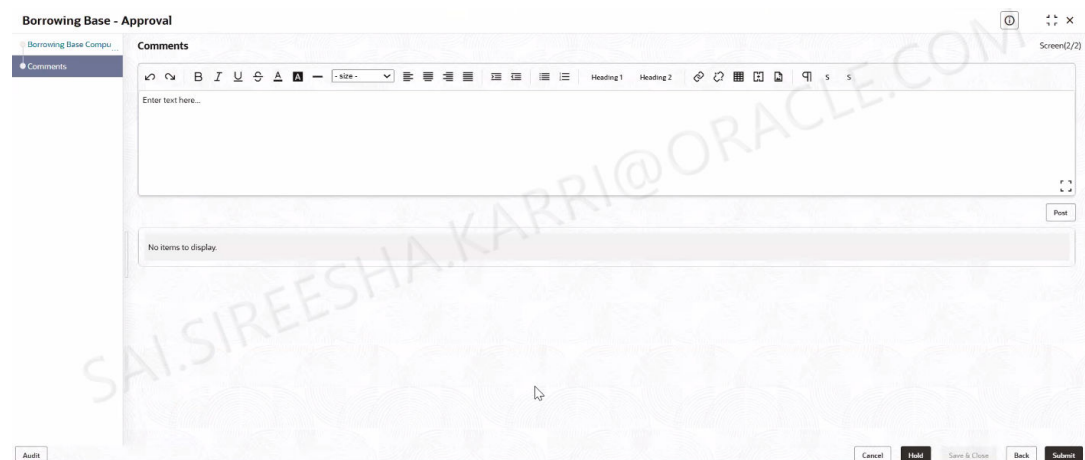 Borrowing Base - Approval
Borrowing Base Compu
Comments
Comments
Screen(2/2)
B I U S A A - size - Heading 1 Heading 2 S S
Enter text here...
Post
No items to display.
SAI.SIREESHA.KARRI@ORACLE.COM
Audit
Cancel Hold Save & Close Back Submit